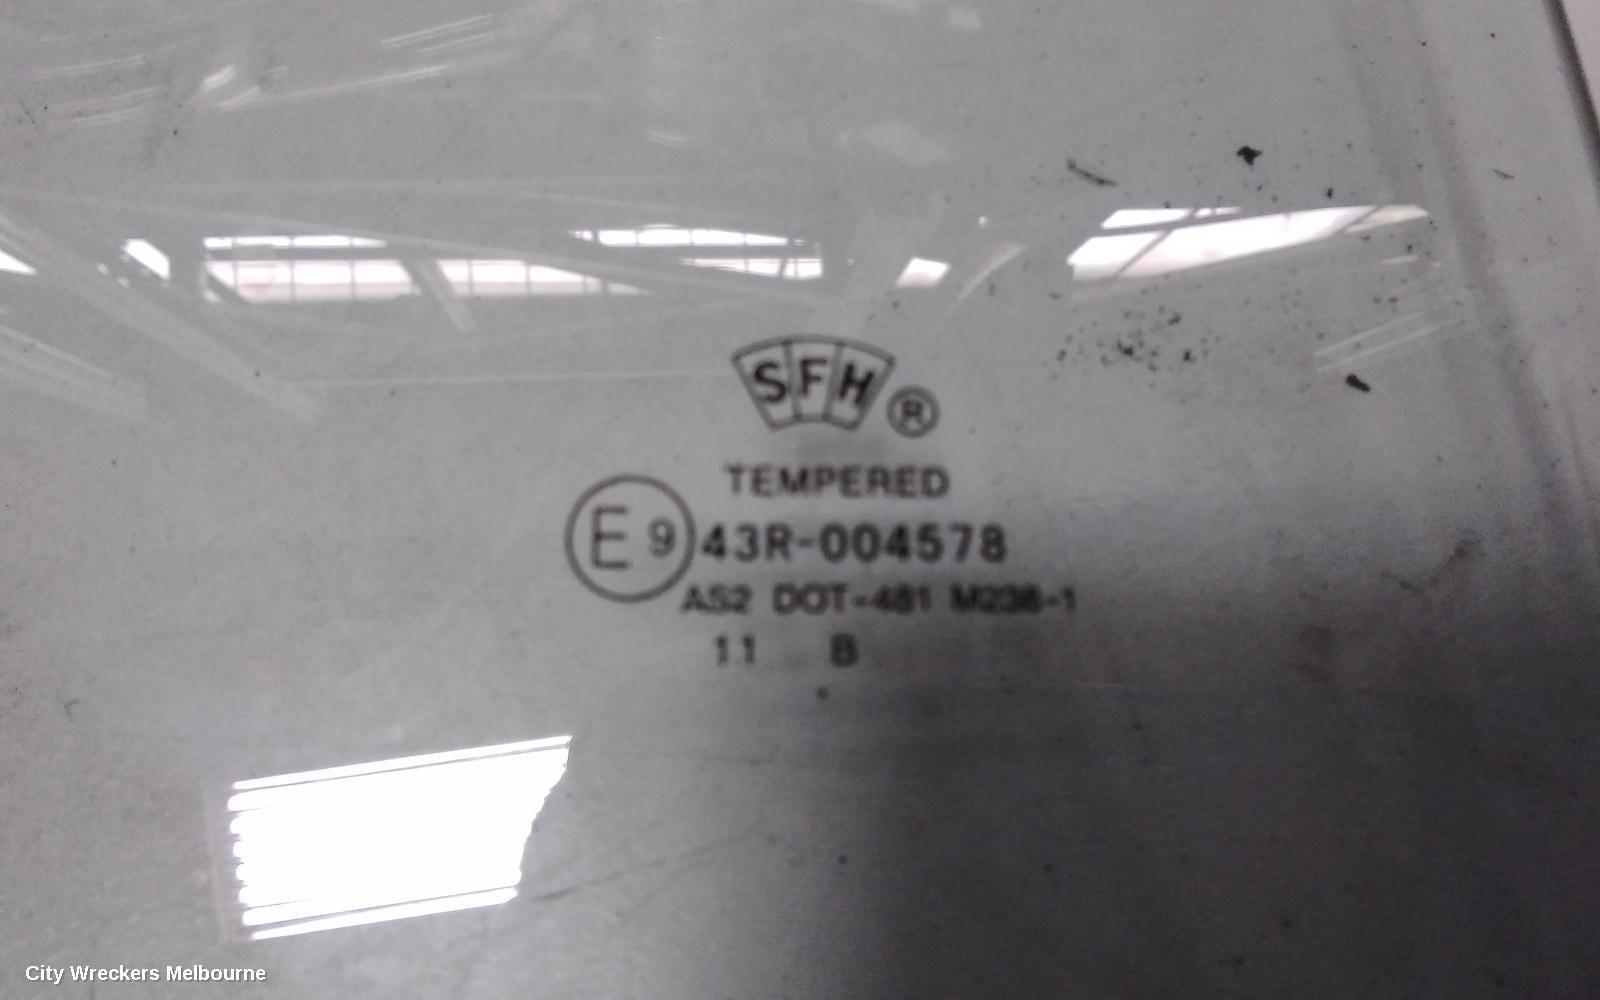 SFH ®
TEMPERED
E9 43R-004578
AS2 DOT-481 M238-1
11 B
City Wreckers Melbourne